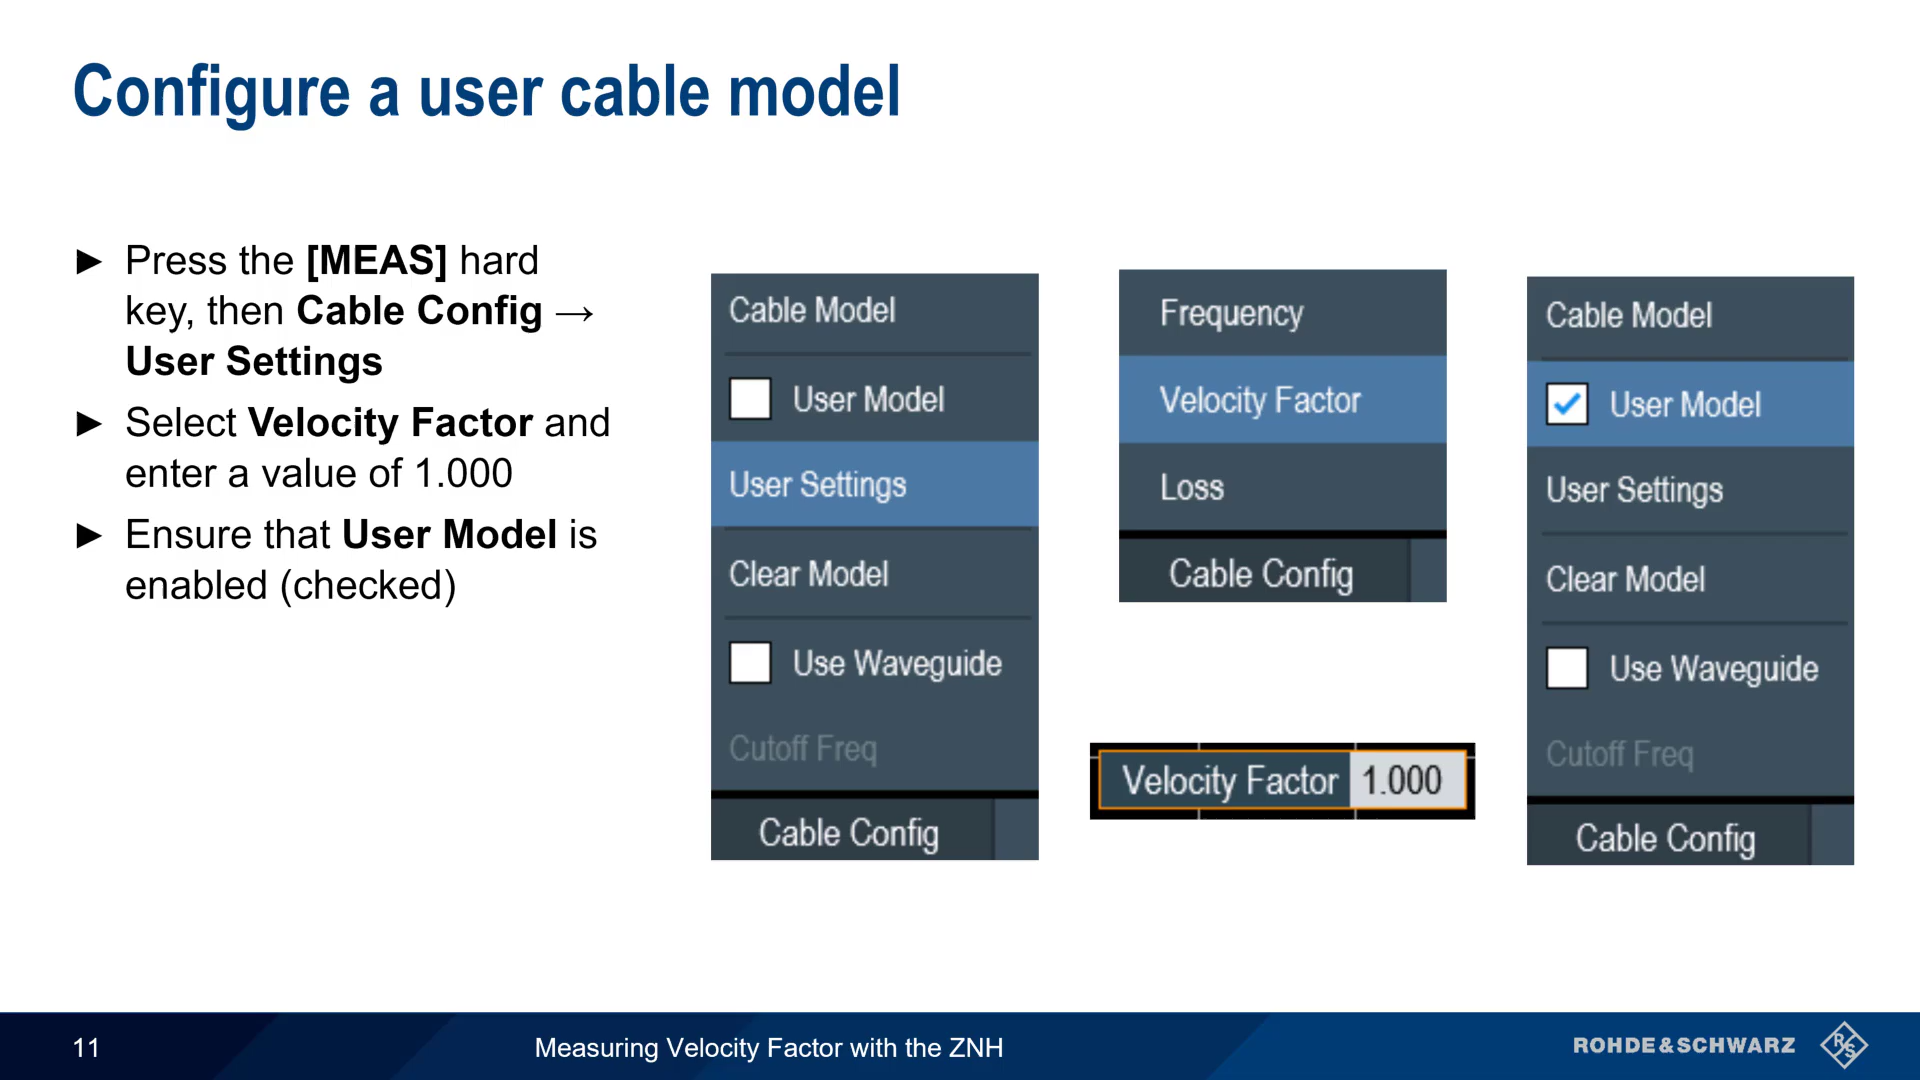 Configure a user cable model
► Press the [MEAS] hard
key, then Cable Config →
User Settings
► Select Velocity Factor and
enter a value of 1.000
► Ensure that User Model is
enabled (checked)
Cable Model
User Model
User Settings
Clear Model
Use Waveguide
Cutoff Freq
Cable Config
Frequency
Velocity Factor
Loss
Cable Config
Velocity Factor 1.000
Cable Model
User Model
User Settings
Clear Model
Use Waveguide
Cutoff Freq
Cable Config
11
Measuring Velocity Factor with the ZNH
ROHDE&SCHWARZ
R&S